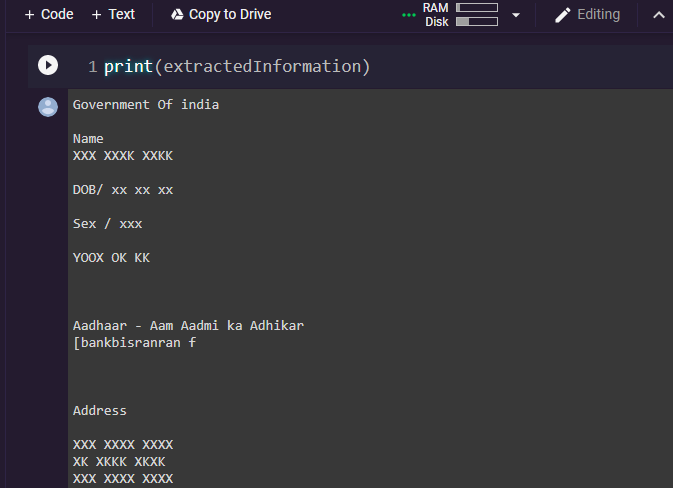 + Code + Text Copy to Drive RAM Disk Editing
1 print(extractedInformation)
Government Of india
Name
XXX XXXK XXKK
DOB/ xx xx xx
Sex / xxx
YOOX OK KK
Aadhaar - Aam Aadmi ka Adhikar
[bankbisranran f
Address
XXX XXXX XXXX
XK XKKK XKXK
XXX XXXX XXXX